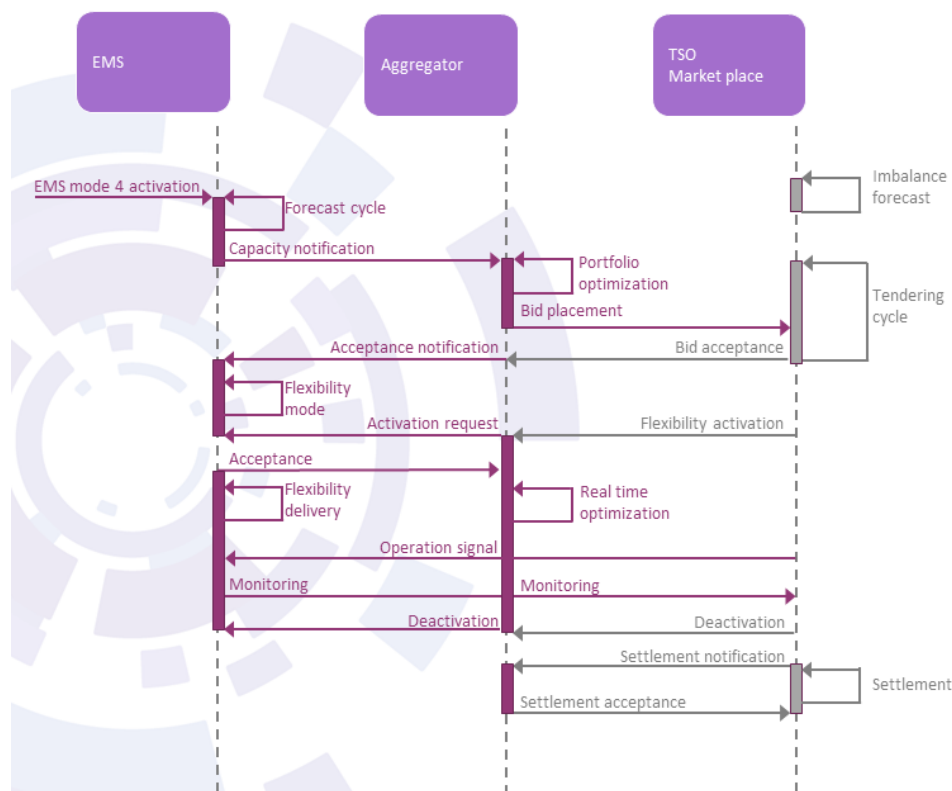 EMS
Aggregator
TSO
Market place
EMS mode 4 activation
Imbalance
forecast
Forecast cycle
Capacity notification
Portfolio
optimization
Tendering
cycle
Bid placement
Acceptance notification
Bid acceptance
Flexibility
mode
Activation request
Flexibility activation
Acceptance
Flexibility
delivery
Real time
optimization
Operation signal
Monitoring
Monitoring
Deactivation
Deactivation
Settlement notification
Settlement
Settlement acceptance